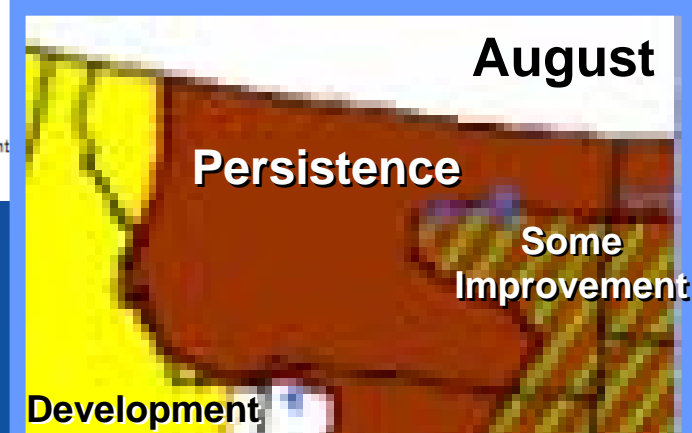 August
Persistence
Some
Improvement
Development